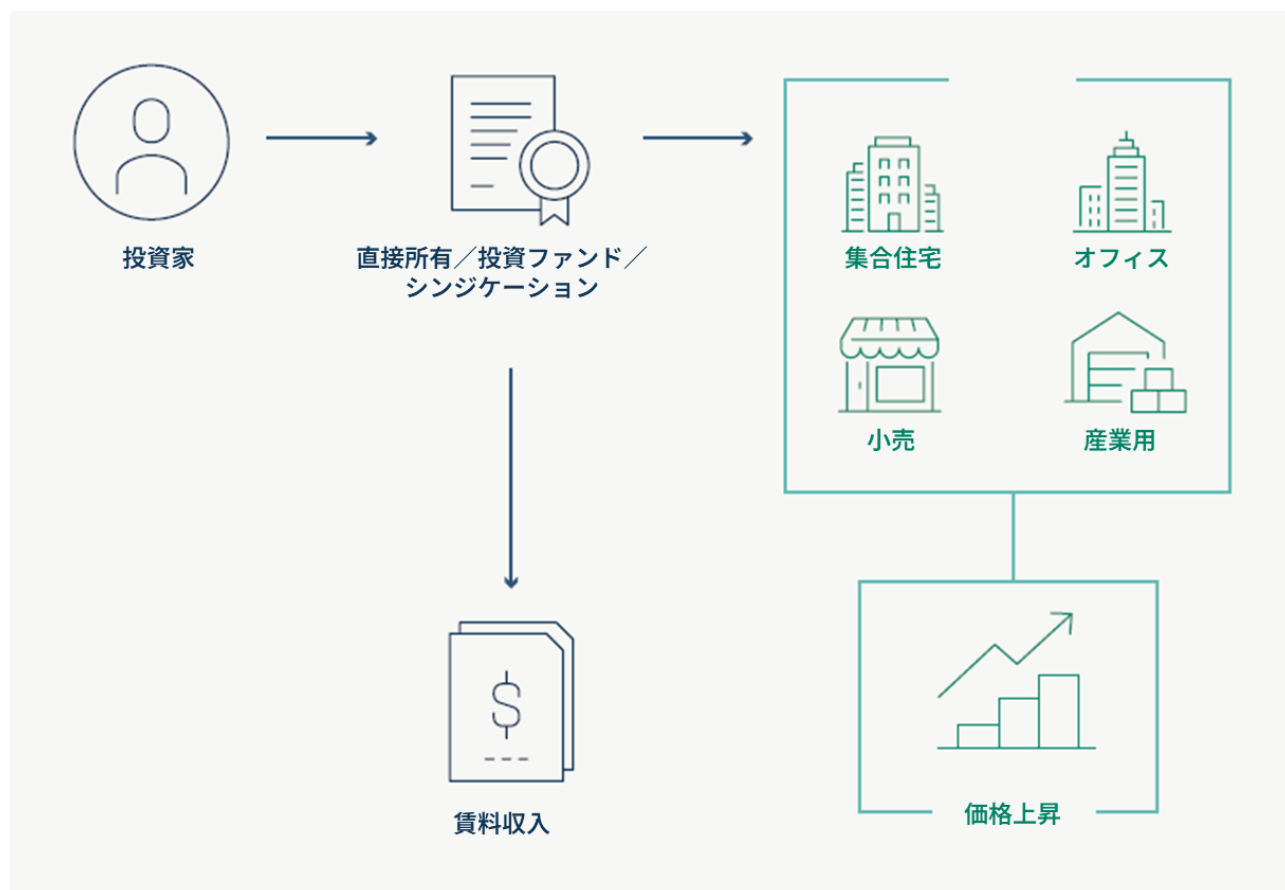 投資家
直接所有／投資ファンド／
シンジケーション
集合住宅
オフィス
小売
産業用
$
賃料収入
価格上昇